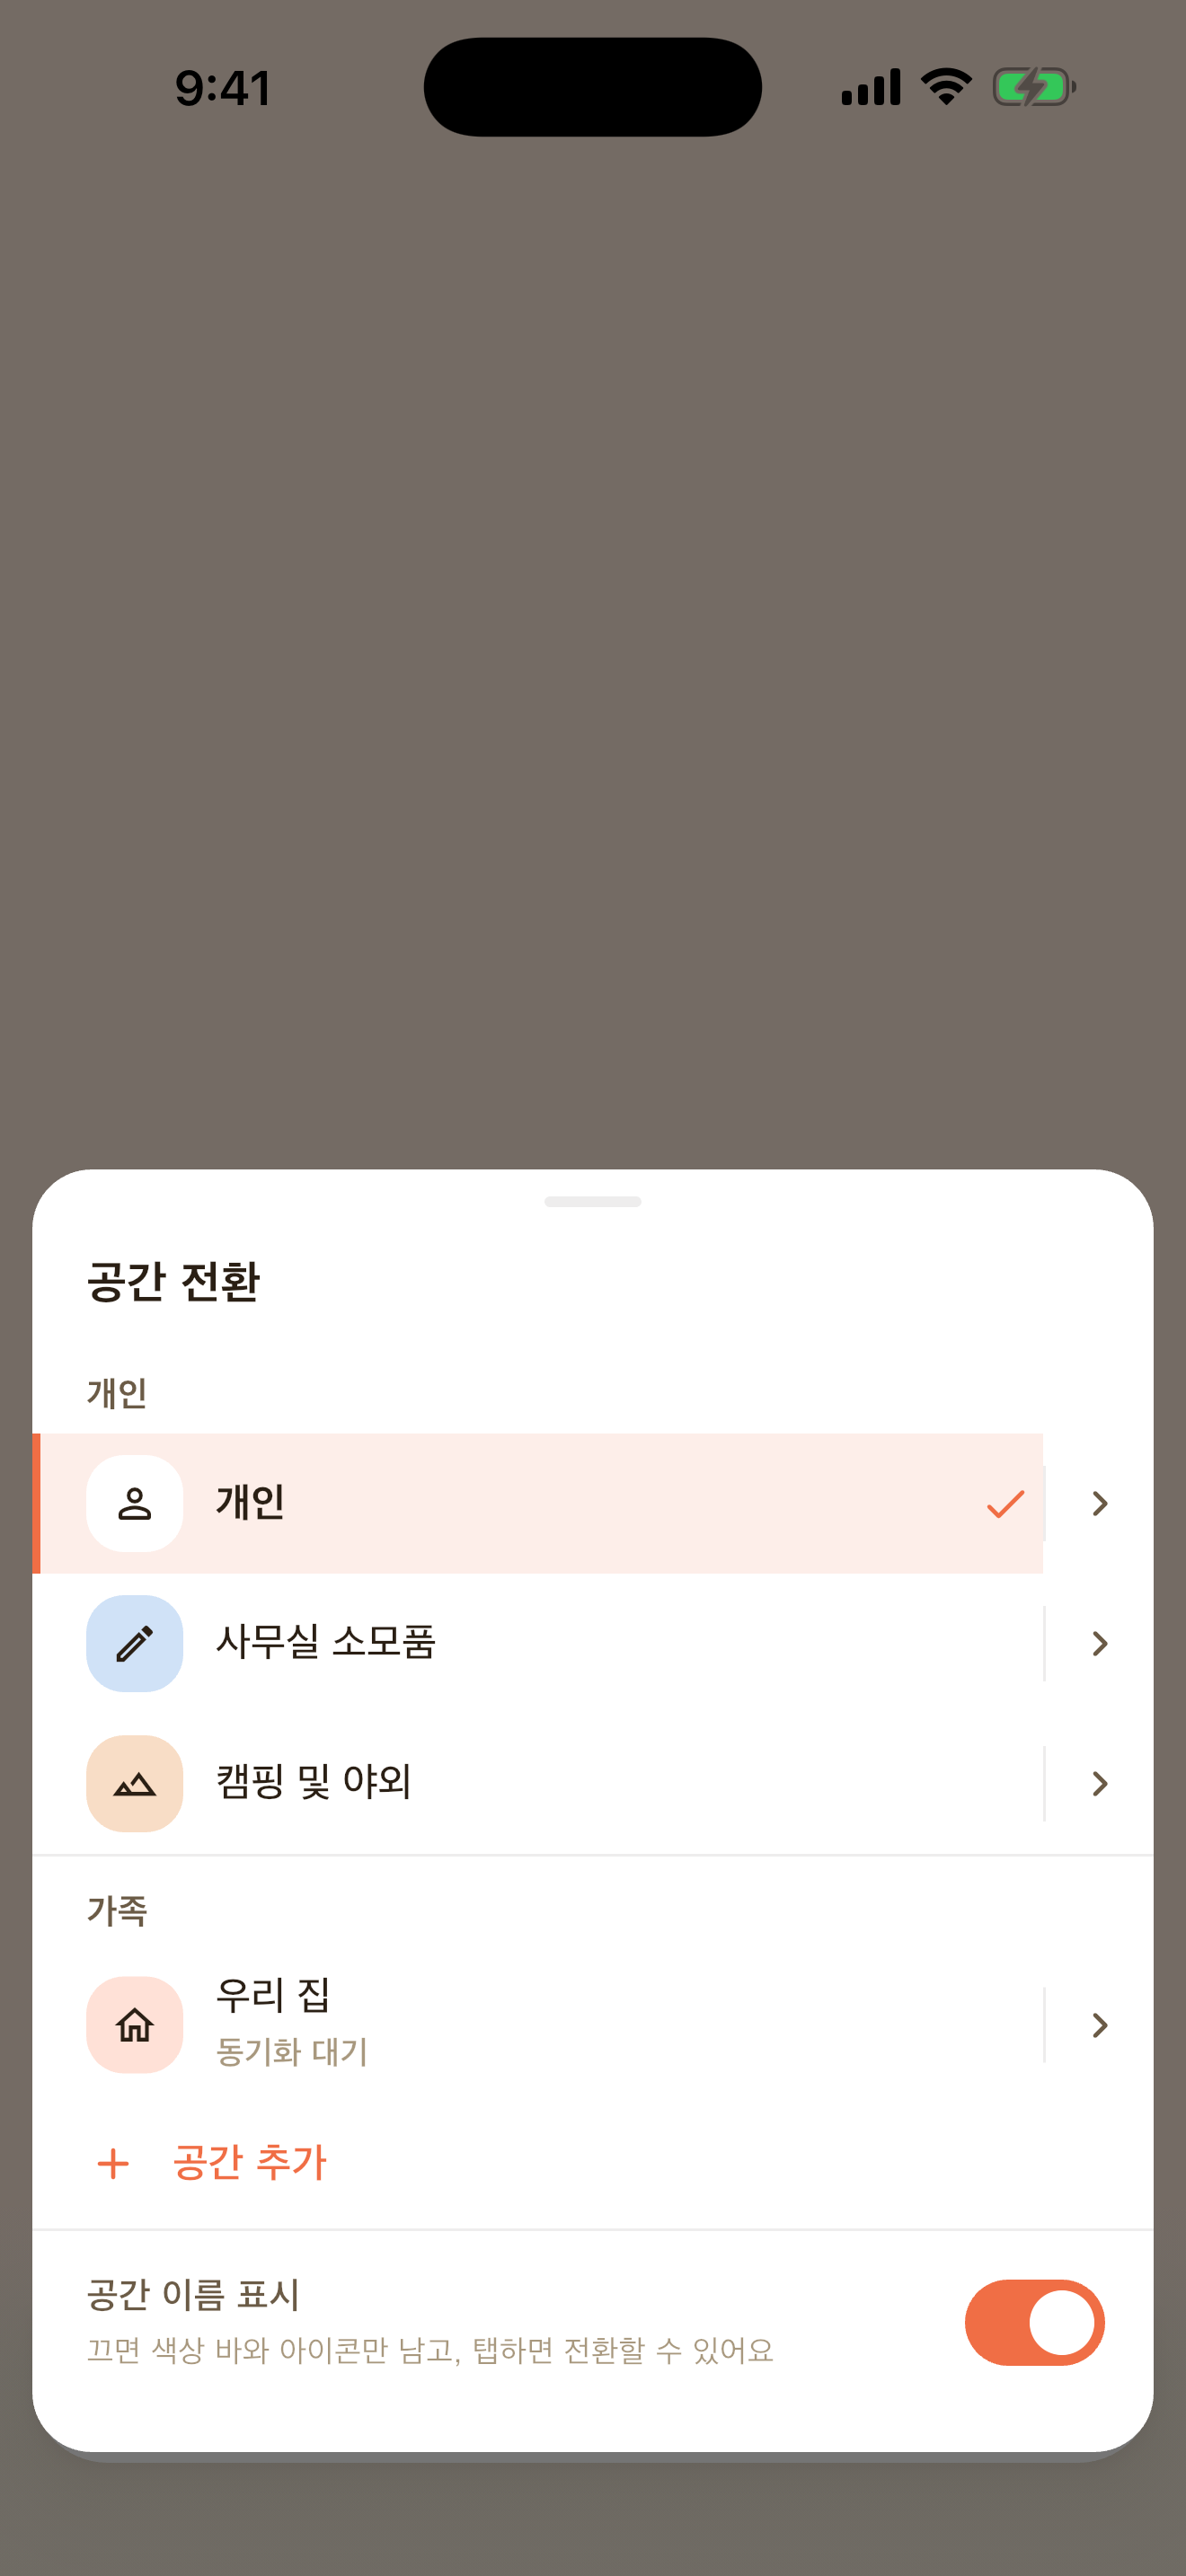 9:41
공간 전환
개인
개인
사무실 소모품
캠핑 및 야외
가족
우리 집
동기화 대기
공간 추가
공간 이름 표시
끄면 색상 바와 아이콘만 남고, 탭하면 전환할 수 있어요